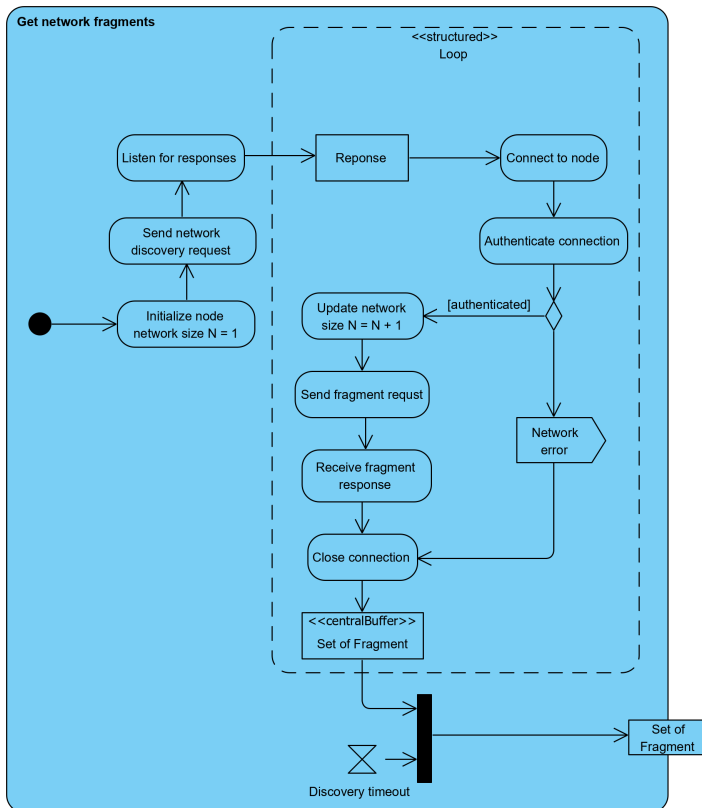 Get network fragments
<<structured>>
Loop
Listen for responses
Reponse
Connect to node
Send network
discovery request
Authenticate connection
Initialize node
network size N = 1
Update network
size N = N + 1
[authenticated]
Send fragment requst
Network
error
Receive fragment
response
Close connection
<<centralBuffer>>
Set of Fragment
Set of
Fragment
Discovery timeout